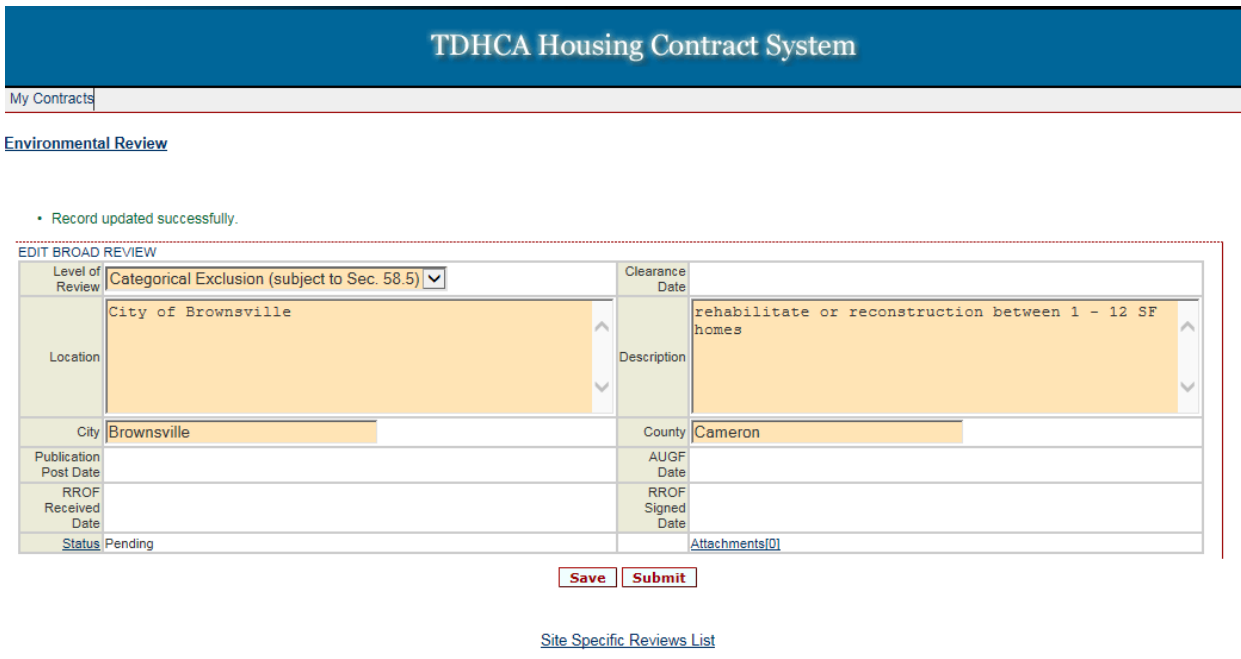 TDHCA Housing Contract System
My Contracts
Environmental Review
• Record updated successfully.
EDIT BROAD REVIEW
Level of
Review
Categorical Exclusion (subject to Sec. 58.5)
Clearance
Date
Location
City of Brownsville
Description
rehabilitate or reconstruction between 1 - 12 SF
homes
City
Brownsville
County
Cameron
Publication
Post Date
AUGF
Date
RROF
Received
Date
RROF
Signed
Date
Status
Pending
Attachments[0]
Save
Submit
Site Specific Reviews List